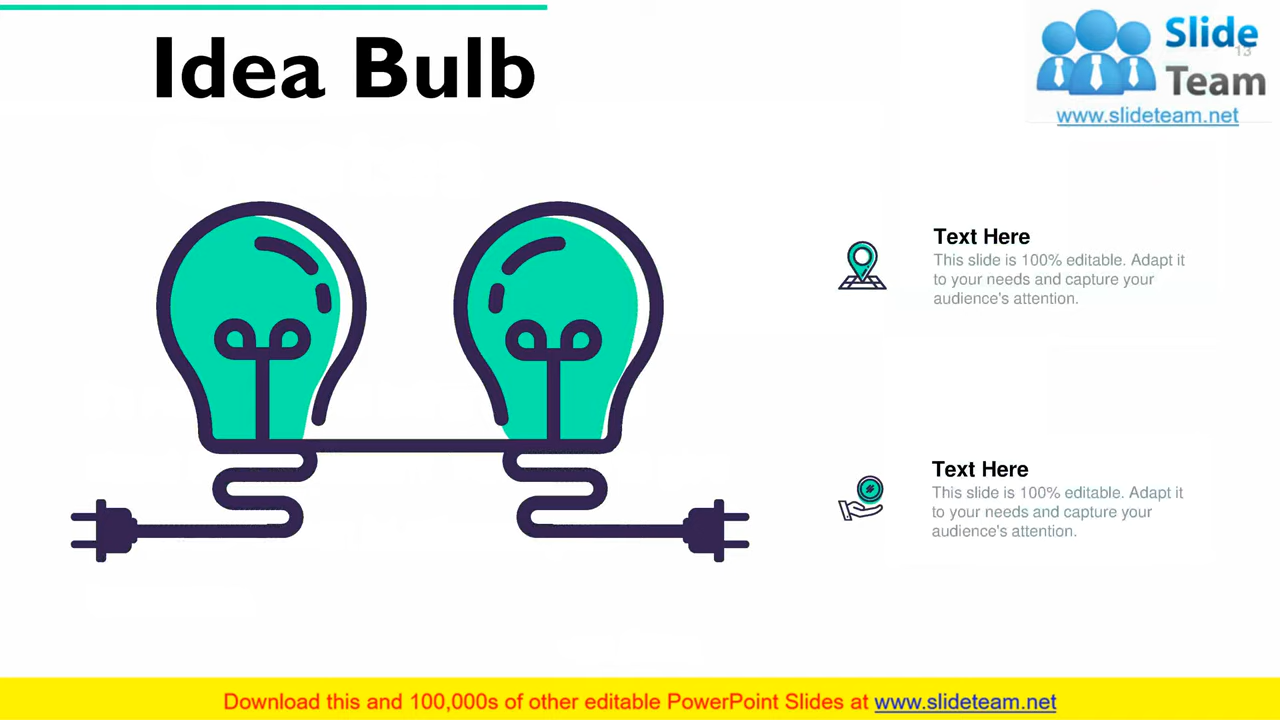 Idea Bulb
Slide
13
Team
www.slideteam.net
Text Here
This slide is 100% editable. Adapt it
to your needs and capture your
audience's attention.
Text Here
This slide is 100% editable. Adapt it
to your needs and capture your
audience's attention.
Download this and 100,000s of other editable PowerPoint Slides at www.slideteam.net